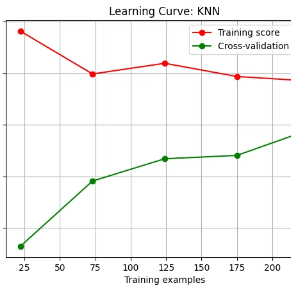 Learning Curve: KNN
Training score
Cross-validation
25 50 75 100 125 150 175 200
Training examples